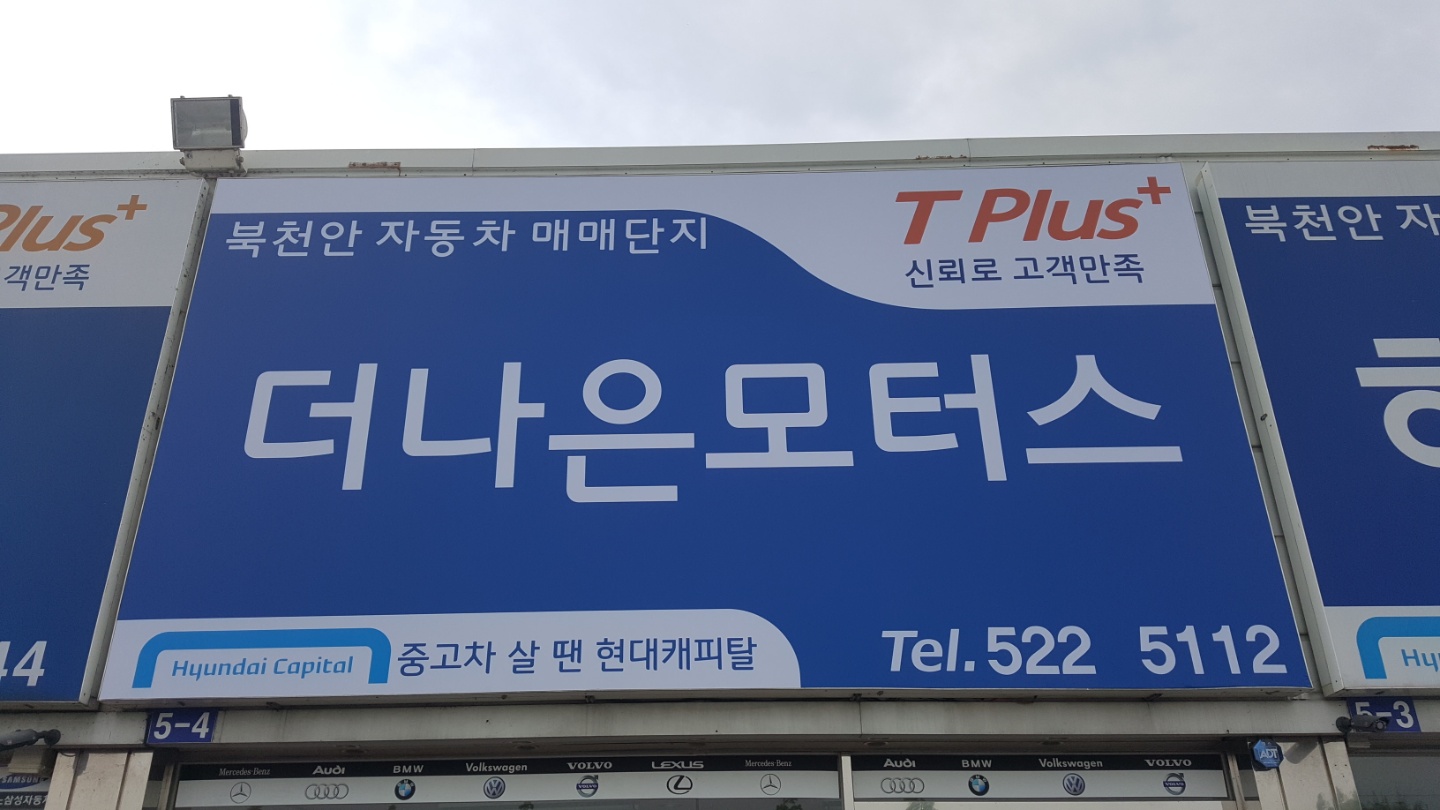 북천안 자동차 매매단지
T Plus+
신뢰로 고객만족
더나은모터스
Hyundai Capital
중고차 살 땐 현대캐피탈
Tel. 522 5112
Plus+
객만족
44
북천안 자
5-4
5-3
Mercedes-Benz Audi BMW Volkswagen VOLVO LEXUS Mercedes-Benz
Audi BMW Volkswagen VOLVO
ADT
SAMSUNG